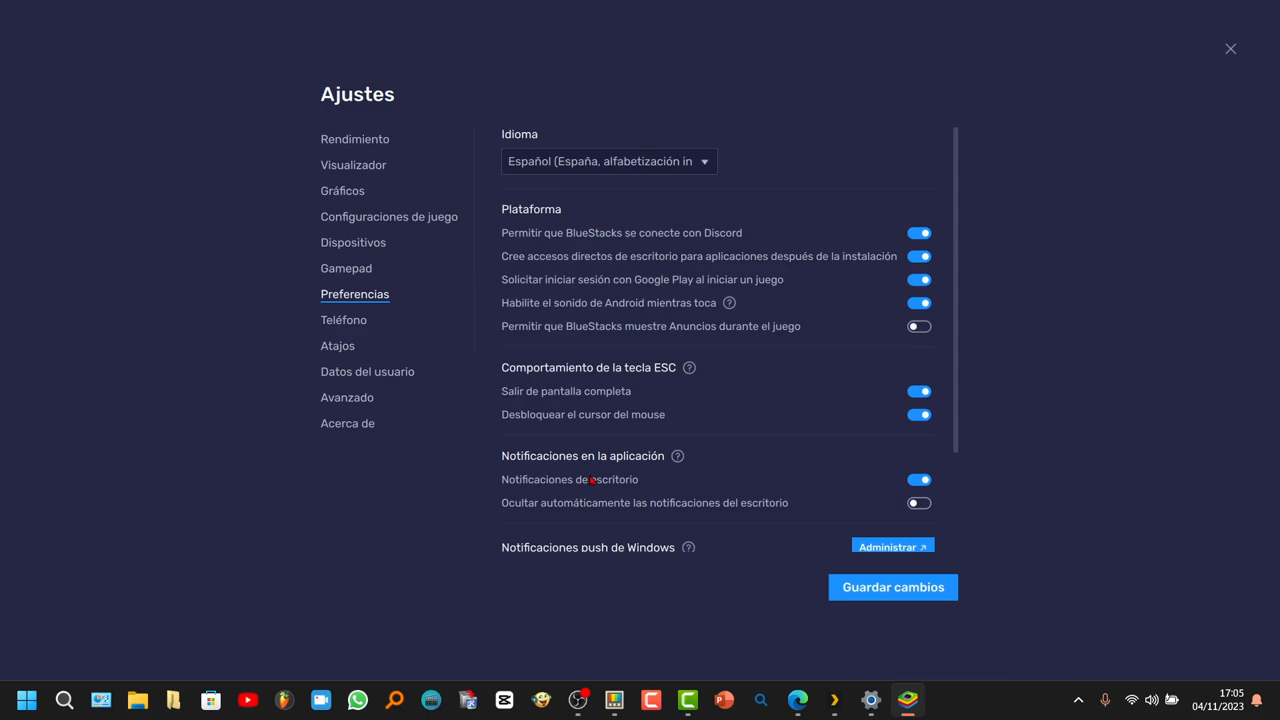 Ajustes
Rendimiento
Visualizador
Gráficos
Configuraciones de juego
Dispositivos
Gamepad
Preferencias
Teléfono
Atajos
Datos del usuario
Avanzado
Acerca de
Idioma
Español (España, alfabetización in
Plataforma
Permitir que BlueStacks se conecte con Discord
Cree accesos directos de escritorio para aplicaciones después de la instalación
Solicitar iniciar sesión con Google Play al iniciar un juego
Habilite el sonido de Android mientras toca ?
Permitir que BlueStacks muestre Anuncios durante el juego
Comportamiento de la tecla ESC ?
Salir de pantalla completa
Desbloquear el cursor del mouse
Notificaciones en la aplicación ?
Notificaciones de escritorio
Ocultar automáticamente las notificaciones del escritorio
Notificaciones push de Windows ?
Administrar
Guardar cambios
17:05
04/11/2023